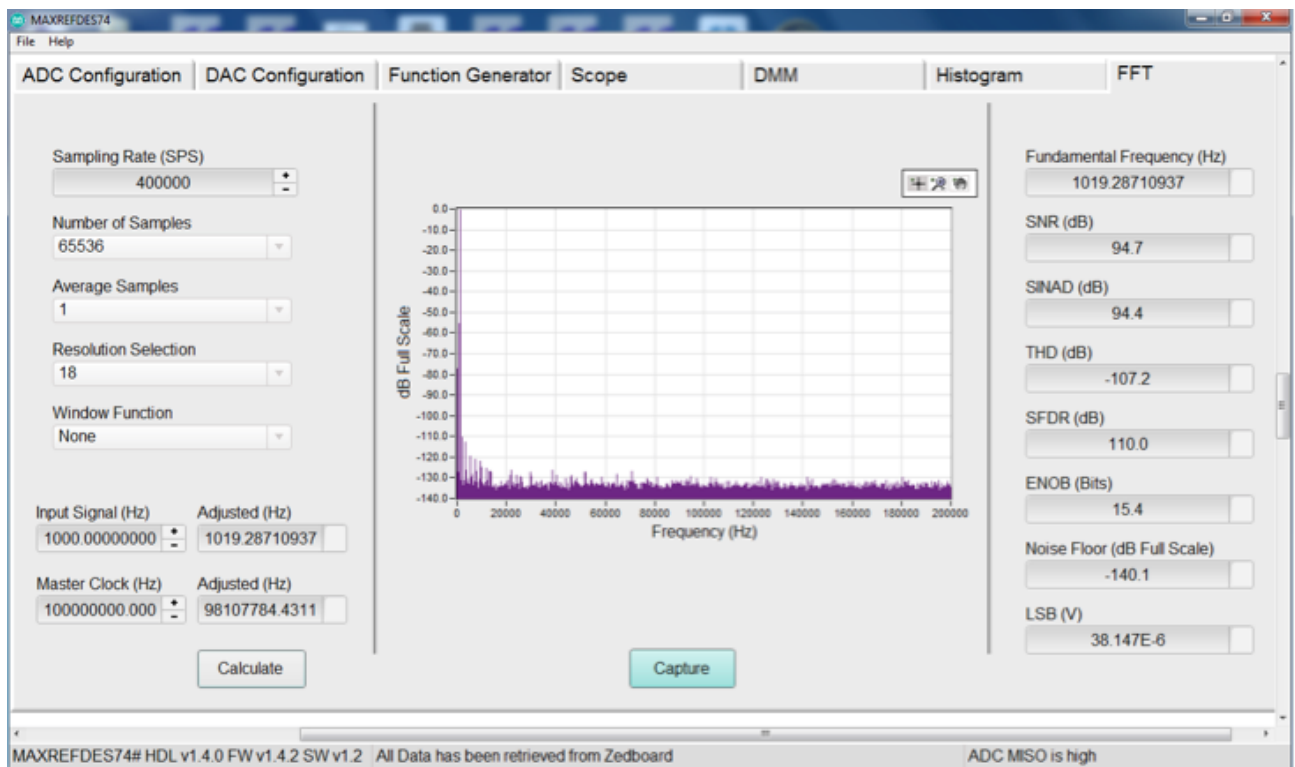 MAXREFDES74
File Help
ADC Configuration DAC Configuration Function Generator Scope DMM Histogram FFT
Sampling Rate (SPS)
400000
Number of Samples
65536
Average Samples
1
Resolution Selection
18
Window Function
None
Input Signal (Hz) Adjusted (Hz)
1000.00000000 1019.28710937
Master Clock (Hz) Adjusted (Hz)
100000000.000 98107784.4311
Calculate
dB Full Scale
0.0
-10.0
-20.0
-30.0
-40.0
-50.0
-60.0
-70.0
-80.0
-90.0
-100.0
-110.0
-120.0
-130.0
-140.0
0 20000 40000 60000 80000 100000 120000 140000 160000 180000 200000
Frequency (Hz)
Capture
Fundamental Frequency (Hz)
1019.28710937
SNR (dB)
94.7
SINAD (dB)
94.4
THD (dB)
-107.2
SFDR (dB)
110.0
ENOB (Bits)
15.4
Noise Floor (dB Full Scale)
-140.1
LSB (V)
38.147E-6
MAXREFDES74# HDL v1.4.0 FW v1.4.2 SW v1.2 All Data has been retrieved from Zedboard ADC MISO is high